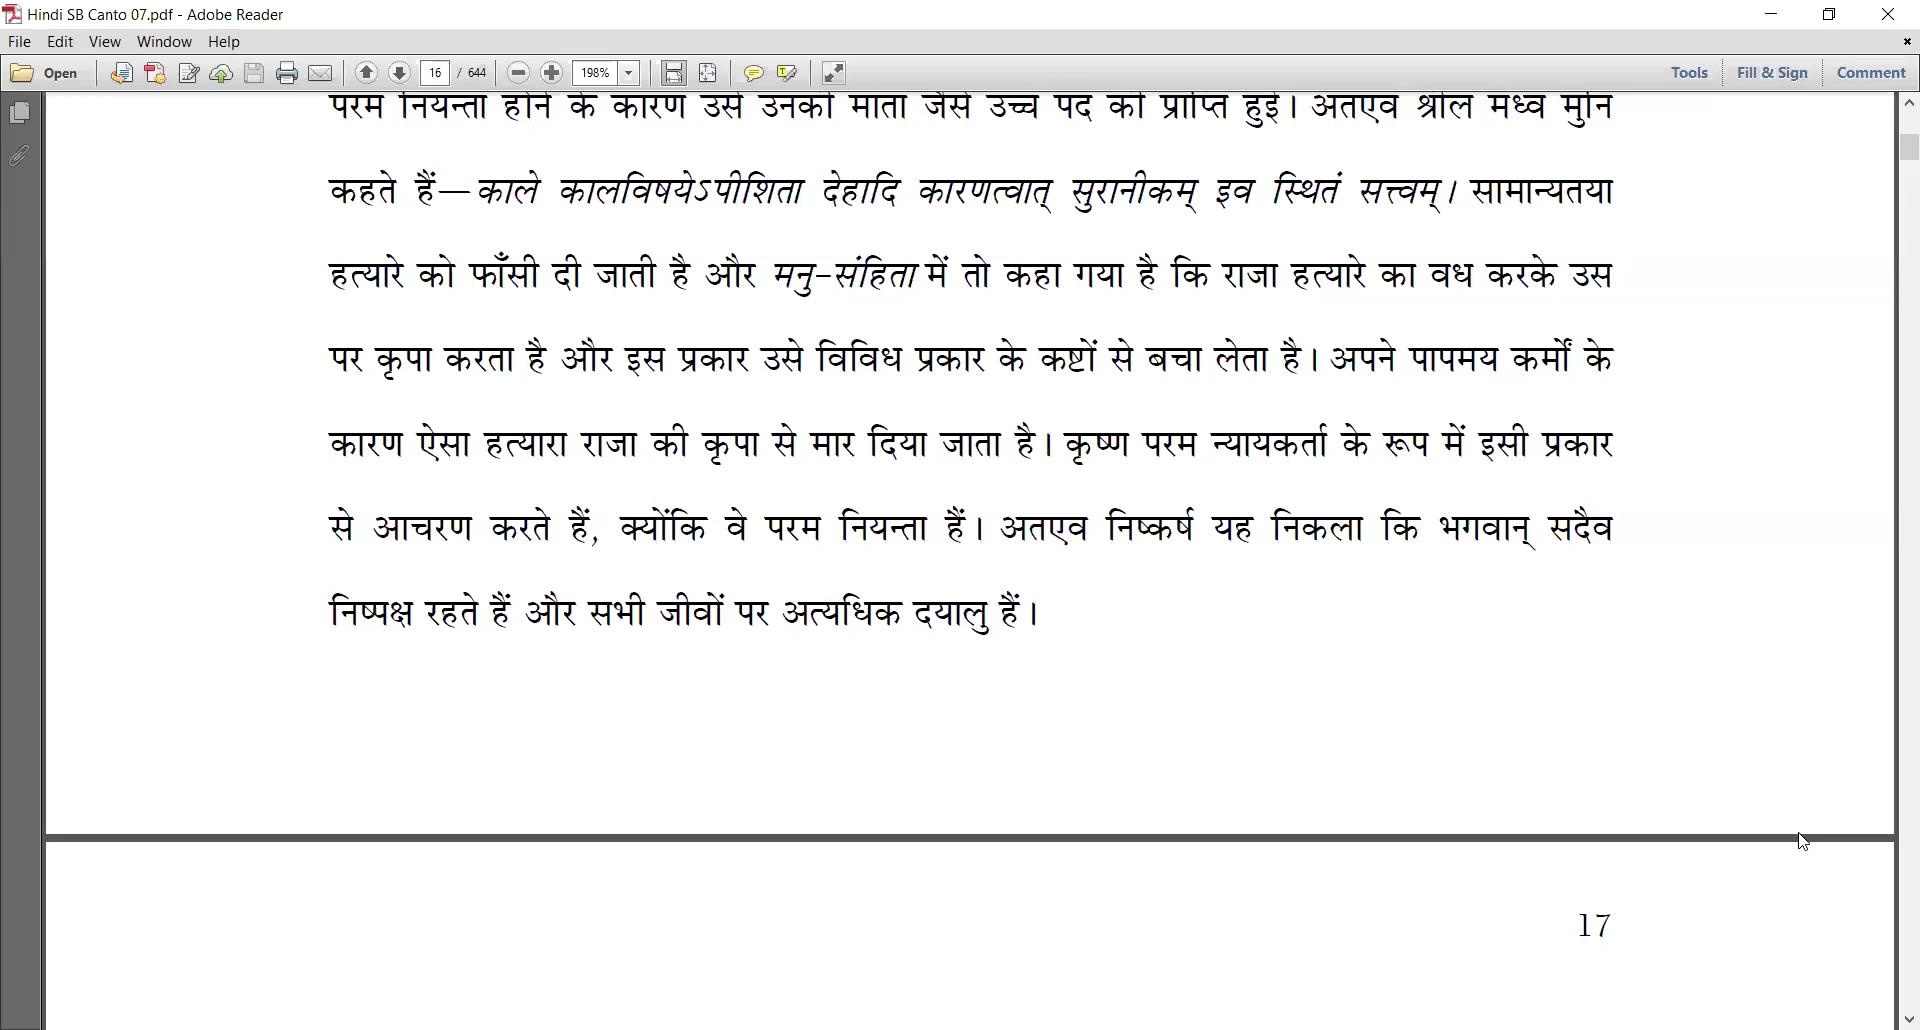 Hindi SB Canto 07.pdf - Adobe Reader
File Edit View Window Help
Open 16 / 644 198% Tools Fill & Sign Comment
परम नियन्ता होने के कारण उसे उनकी माता जैसे उच्च पद की प्राप्ति हुई। अतएव श्रील मध्व मुनि
कहते हैं—काले कालविषयेऽपीशिता देहादि कारणत्वात् सुरानीकम् इव स्थितं सत्त्वम्। सामान्यतया
हत्यारे को फाँसी दी जाती है और मनु-संहिता में तो कहा गया है कि राजा हत्यारे का वध करके उस
पर कृपा करता है और इस प्रकार उसे विविध प्रकार के कष्टों से बचा लेता है। अपने पापमय कर्मों के
कारण ऐसा हत्यारा राजा की कृपा से मार दिया जाता है। कृष्ण परम न्यायकर्ता के रूप में इसी प्रकार
से आचरण करते हैं, क्योंकि वे परम नियन्ता हैं। अतएव निष्कर्ष यह निकला कि भगवान् सदैव
निष्पक्ष रहते हैं और सभी जीवों पर अत्यधिक दयालु हैं।
17